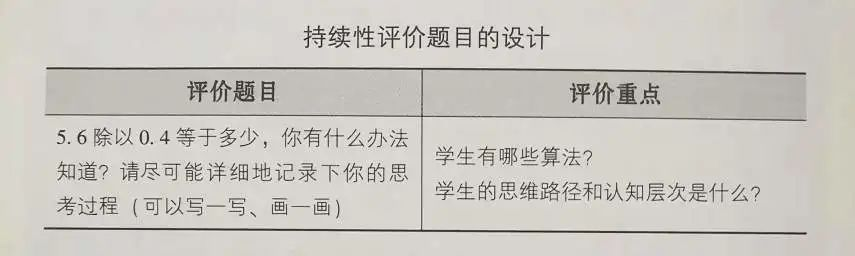 持续性评价题目的设计
评价题目
评价重点
5.6除以0.4等于多少，你有什么办法
知道？请尽可能详细地记录下你的思
考过程（可以写一写、画一画）
学生有哪些算法？
学生的思维路径和认知层次是什么？